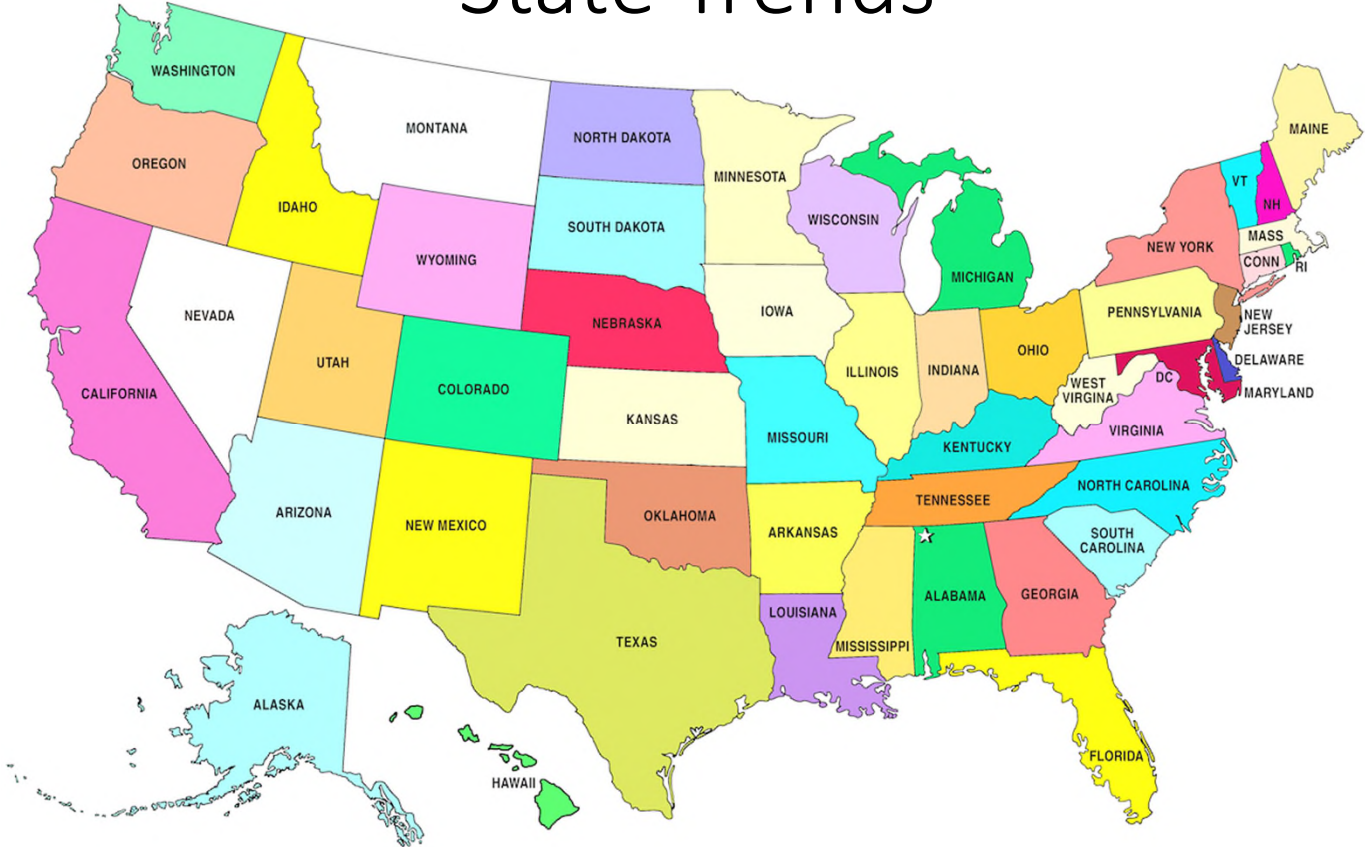 State Trends
WASHINGTON
MONTANA
NORTH DAKOTA
MINNESOTA
MAINE
OREGON
IDAHO
SOUTH DAKOTA
WISCONSIN
VT
NH
WYOMING
MICHIGAN
NEW YORK
MASS
CONN
RI
NEVADA
NEBRASKA
IOWA
PENNSYLVANIA
NEW
JERSEY
UTAH
COLORADO
ILLINOIS
INDIANA
OHIO
DELAWARE
CALIFORNIA
KANSAS
MISSOURI
WEST
VIRGINA
DC
MARYLAND
KENTUCKY
VIRGINIA
ARIZONA
NEW MEXICO
OKLAHOMA
ARKANSAS
TENNESSEE
NORTH CAROLINA
SOUTH
CAROLINA
TEXAS
LOUISIANA
MISSISSIPPI
ALABAMA
GEORGIA
ALASKA
HAWAII
FLORIDA